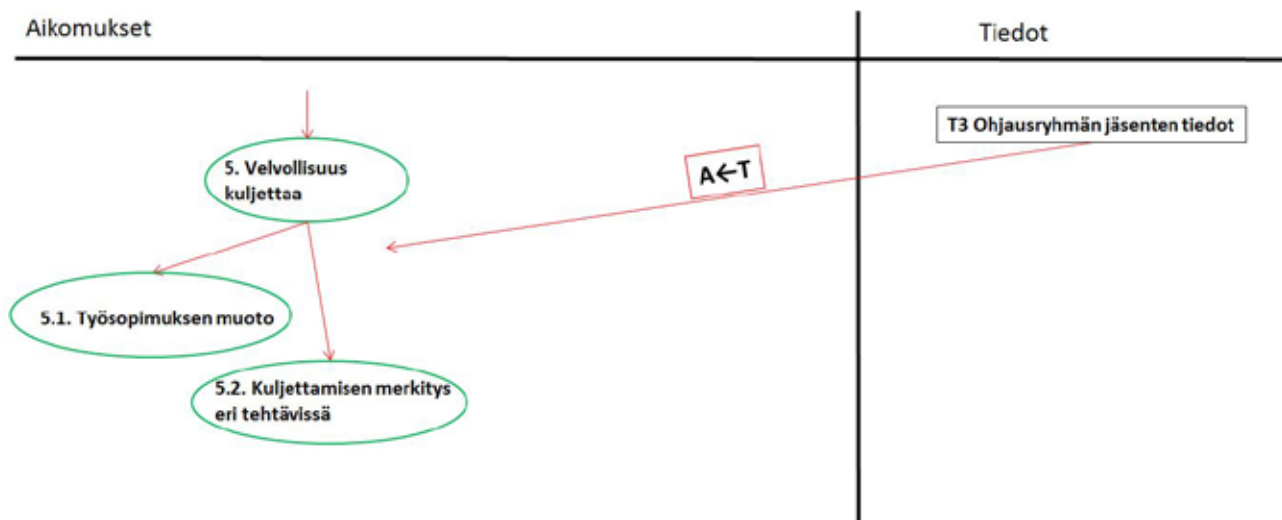 Aikomukset
Tiedot
T3 Ohjausryhmän jäsenten tiedot
A←T
5. Velvollisuus
kuljettaa
5.1. Työsopimuksen muoto
5.2. Kuljettamisen merkitys
eri tehtävissä